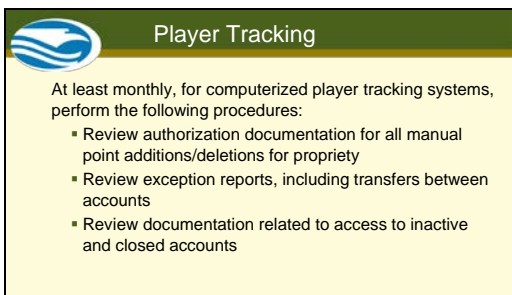 Player Tracking
At least monthly, for computerized player tracking systems,
perform the following procedures:
▪ Review authorization documentation for all manual
point additions/deletions for propriety
▪ Review exception reports, including transfers between
accounts
▪ Review documentation related to access to inactive
and closed accounts